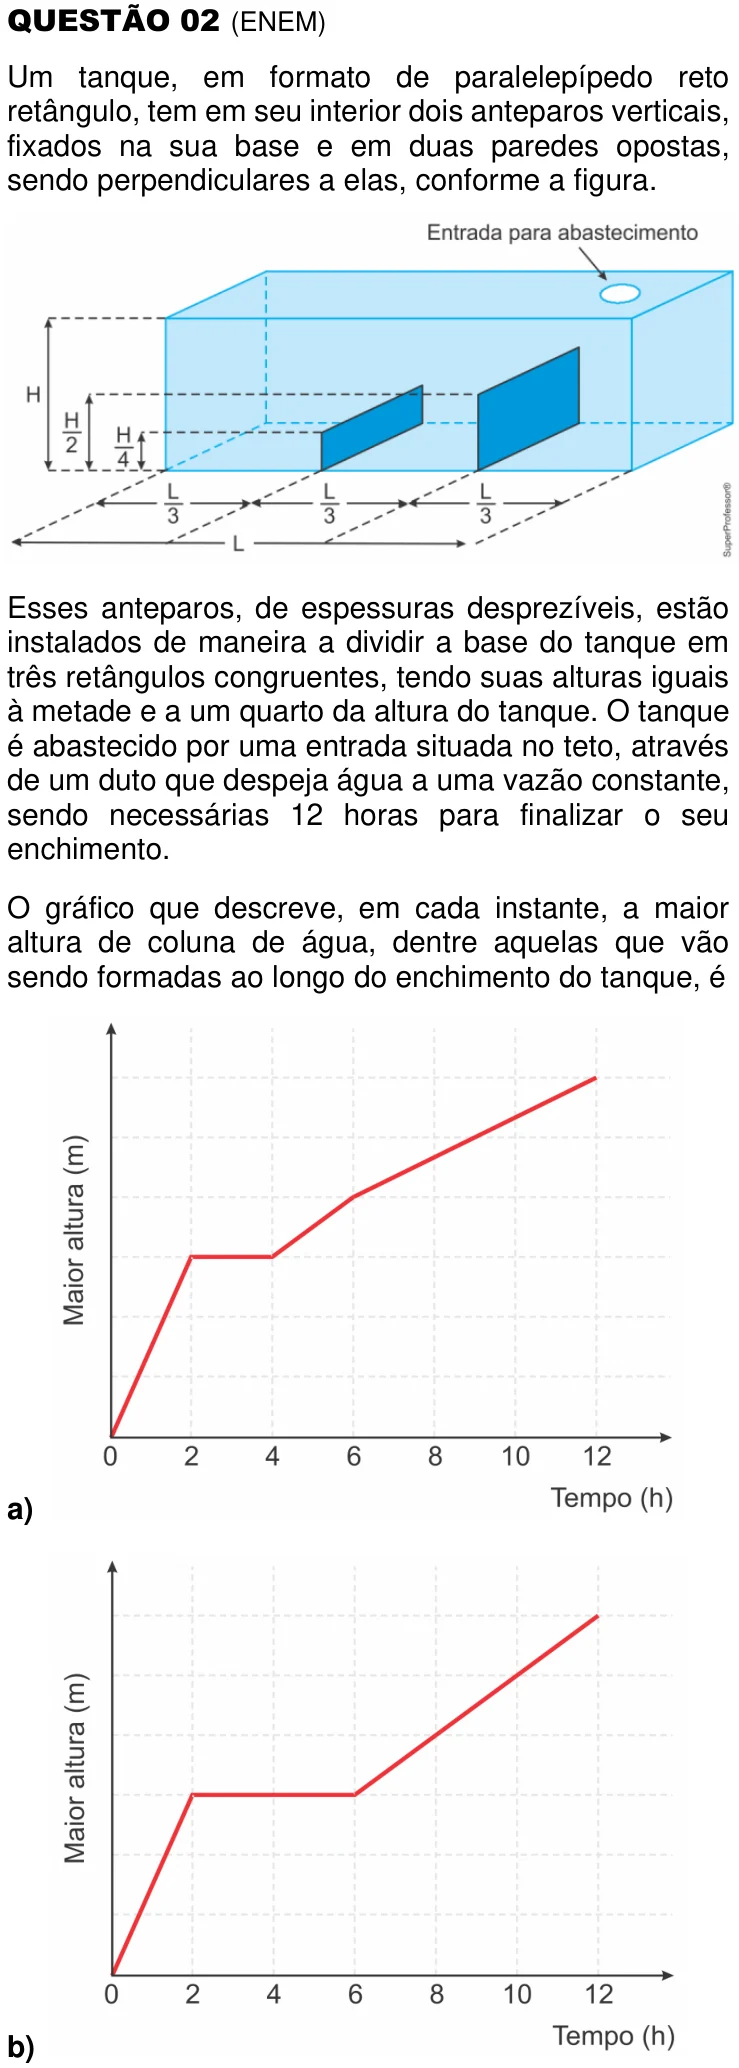 QUESTÃO 02 (ENEM)
Um tanque, em formato de paralelepípedo reto
retângulo, tem em seu interior dois anteparos verticais,
fixados na sua base e em duas paredes opostas,
sendo perpendiculares a elas, conforme a figura.
Entrada para abastecimento
H
H
2
H
4
L
3
L
3
L
3
L
SuperProfessor®
Esses anteparos, de espessuras desprezíveis, estão
instalados de maneira a dividir a base do tanque em
três retângulos congruentes, tendo suas alturas iguais
à metade e a um quarto da altura do tanque. O tanque
é abastecido por uma entrada situada no teto, através
de um duto que despeja água a uma vazão constante,
sendo necessárias 12 horas para finalizar o seu
enchimento.
O gráfico que descreve, em cada instante, a maior
altura de coluna de água, dentre aquelas que vão
sendo formadas ao longo do enchimento do tanque, é
Maior altura (m)
0 2 4 6 8 10 12
Tempo (h)
a)
Maior altura (m)
0 2 4 6 8 10 12
Tempo (h)
b)